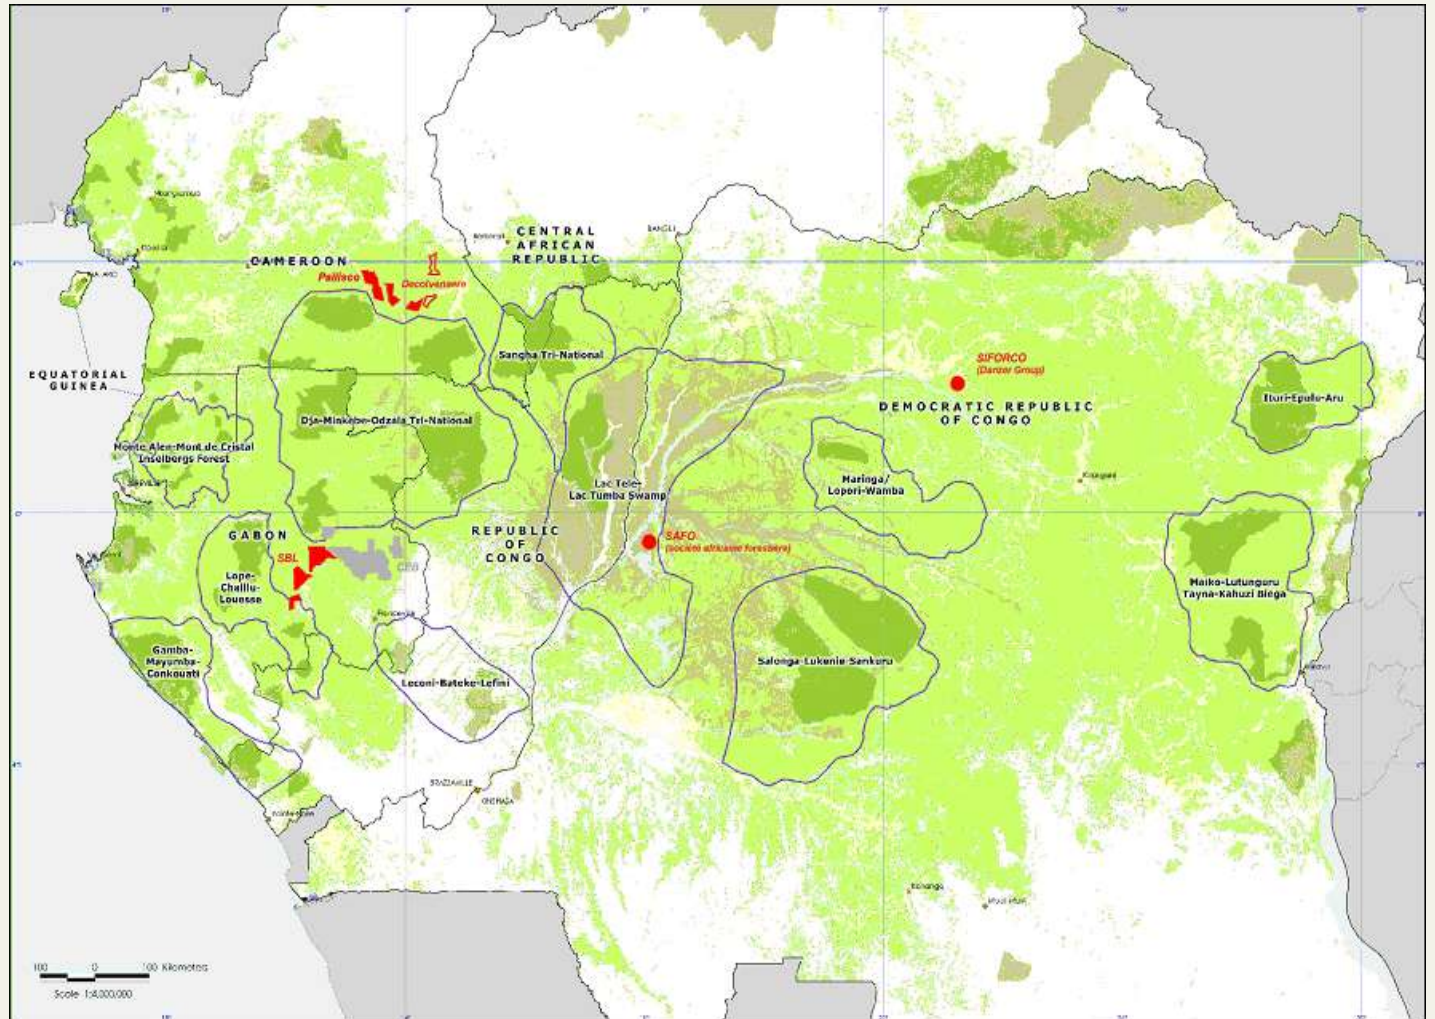 CENTRAL
AFRICAN
REPUBLIC
BANGUI
CAMEROON
Pallisco
Decolvenaere
EQUATORIAL
GUINEA
Sangha Tri-National
SIFORCO
(Danzer Group)
DEMOCRATIC REPUBLIC
OF CONGO
Ituri-Epulu-Aru
Dja-Minkebe-Odzala Tri-National
Monte Alen-Mont de Cristal
Inselbergs Forest
Maringa/
Lopori-Wamba
Lac Tele-
Lac Tumba Swamp
REPUBLIC
OF
CONGO
SAFO
(societe africaine forestiere)
GABON
SBL
CEB
Lope-
Chaillu-
Louesse
Maiko-Lutunguru
Tayna-Kahuzi Biega
Gamba-
Mayumba-
Conkouati
Leconi-Bateke-Lefini
Salonga-Lukenie-Sankuru
BRAZZAVILLE
KINSHASA
Kananga
100 0 100 Kilometers
Scale 1:4,000,000